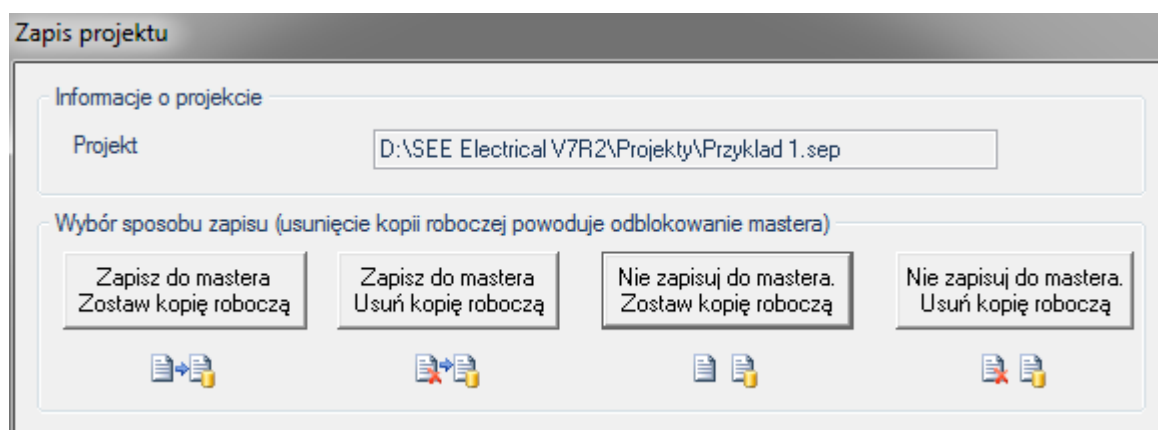 Zapis projektu
Informacje o projekcie
Projekt D:\SEE Electrical V7R2\Projekty\Przyklad 1.sep
Wybór sposobu zapisu (usunięcie kopii roboczej powoduje odblokowanie mastera)
Zapisz do mastera
Zostaw kopię roboczą
Zapisz do mastera
Usuń kopię roboczą
Nie zapisuj do mastera.
Zostaw kopię roboczą
Nie zapisuj do mastera.
Usuń kopię roboczą